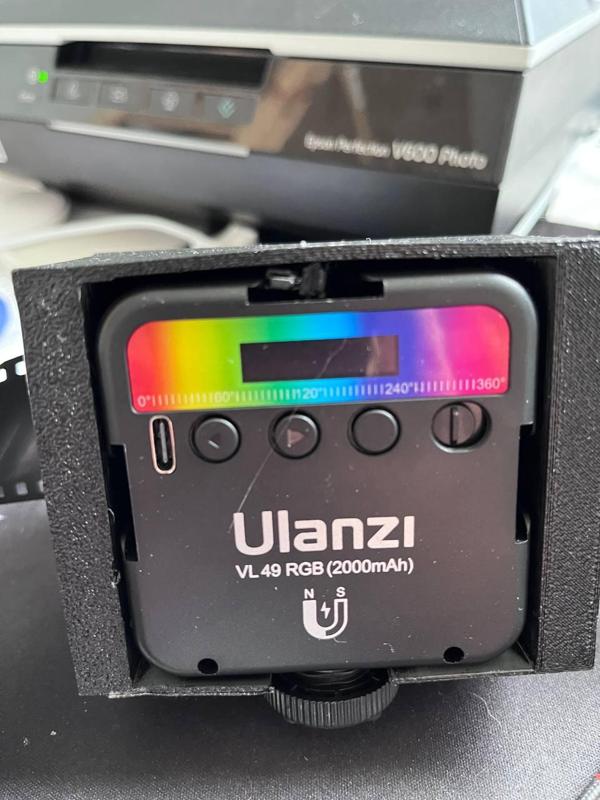 Epson Perfection V600 Photo
0° 60° 120° 240° 360°
Ulanzi
VL 49 RGB (2000mAh)
N S